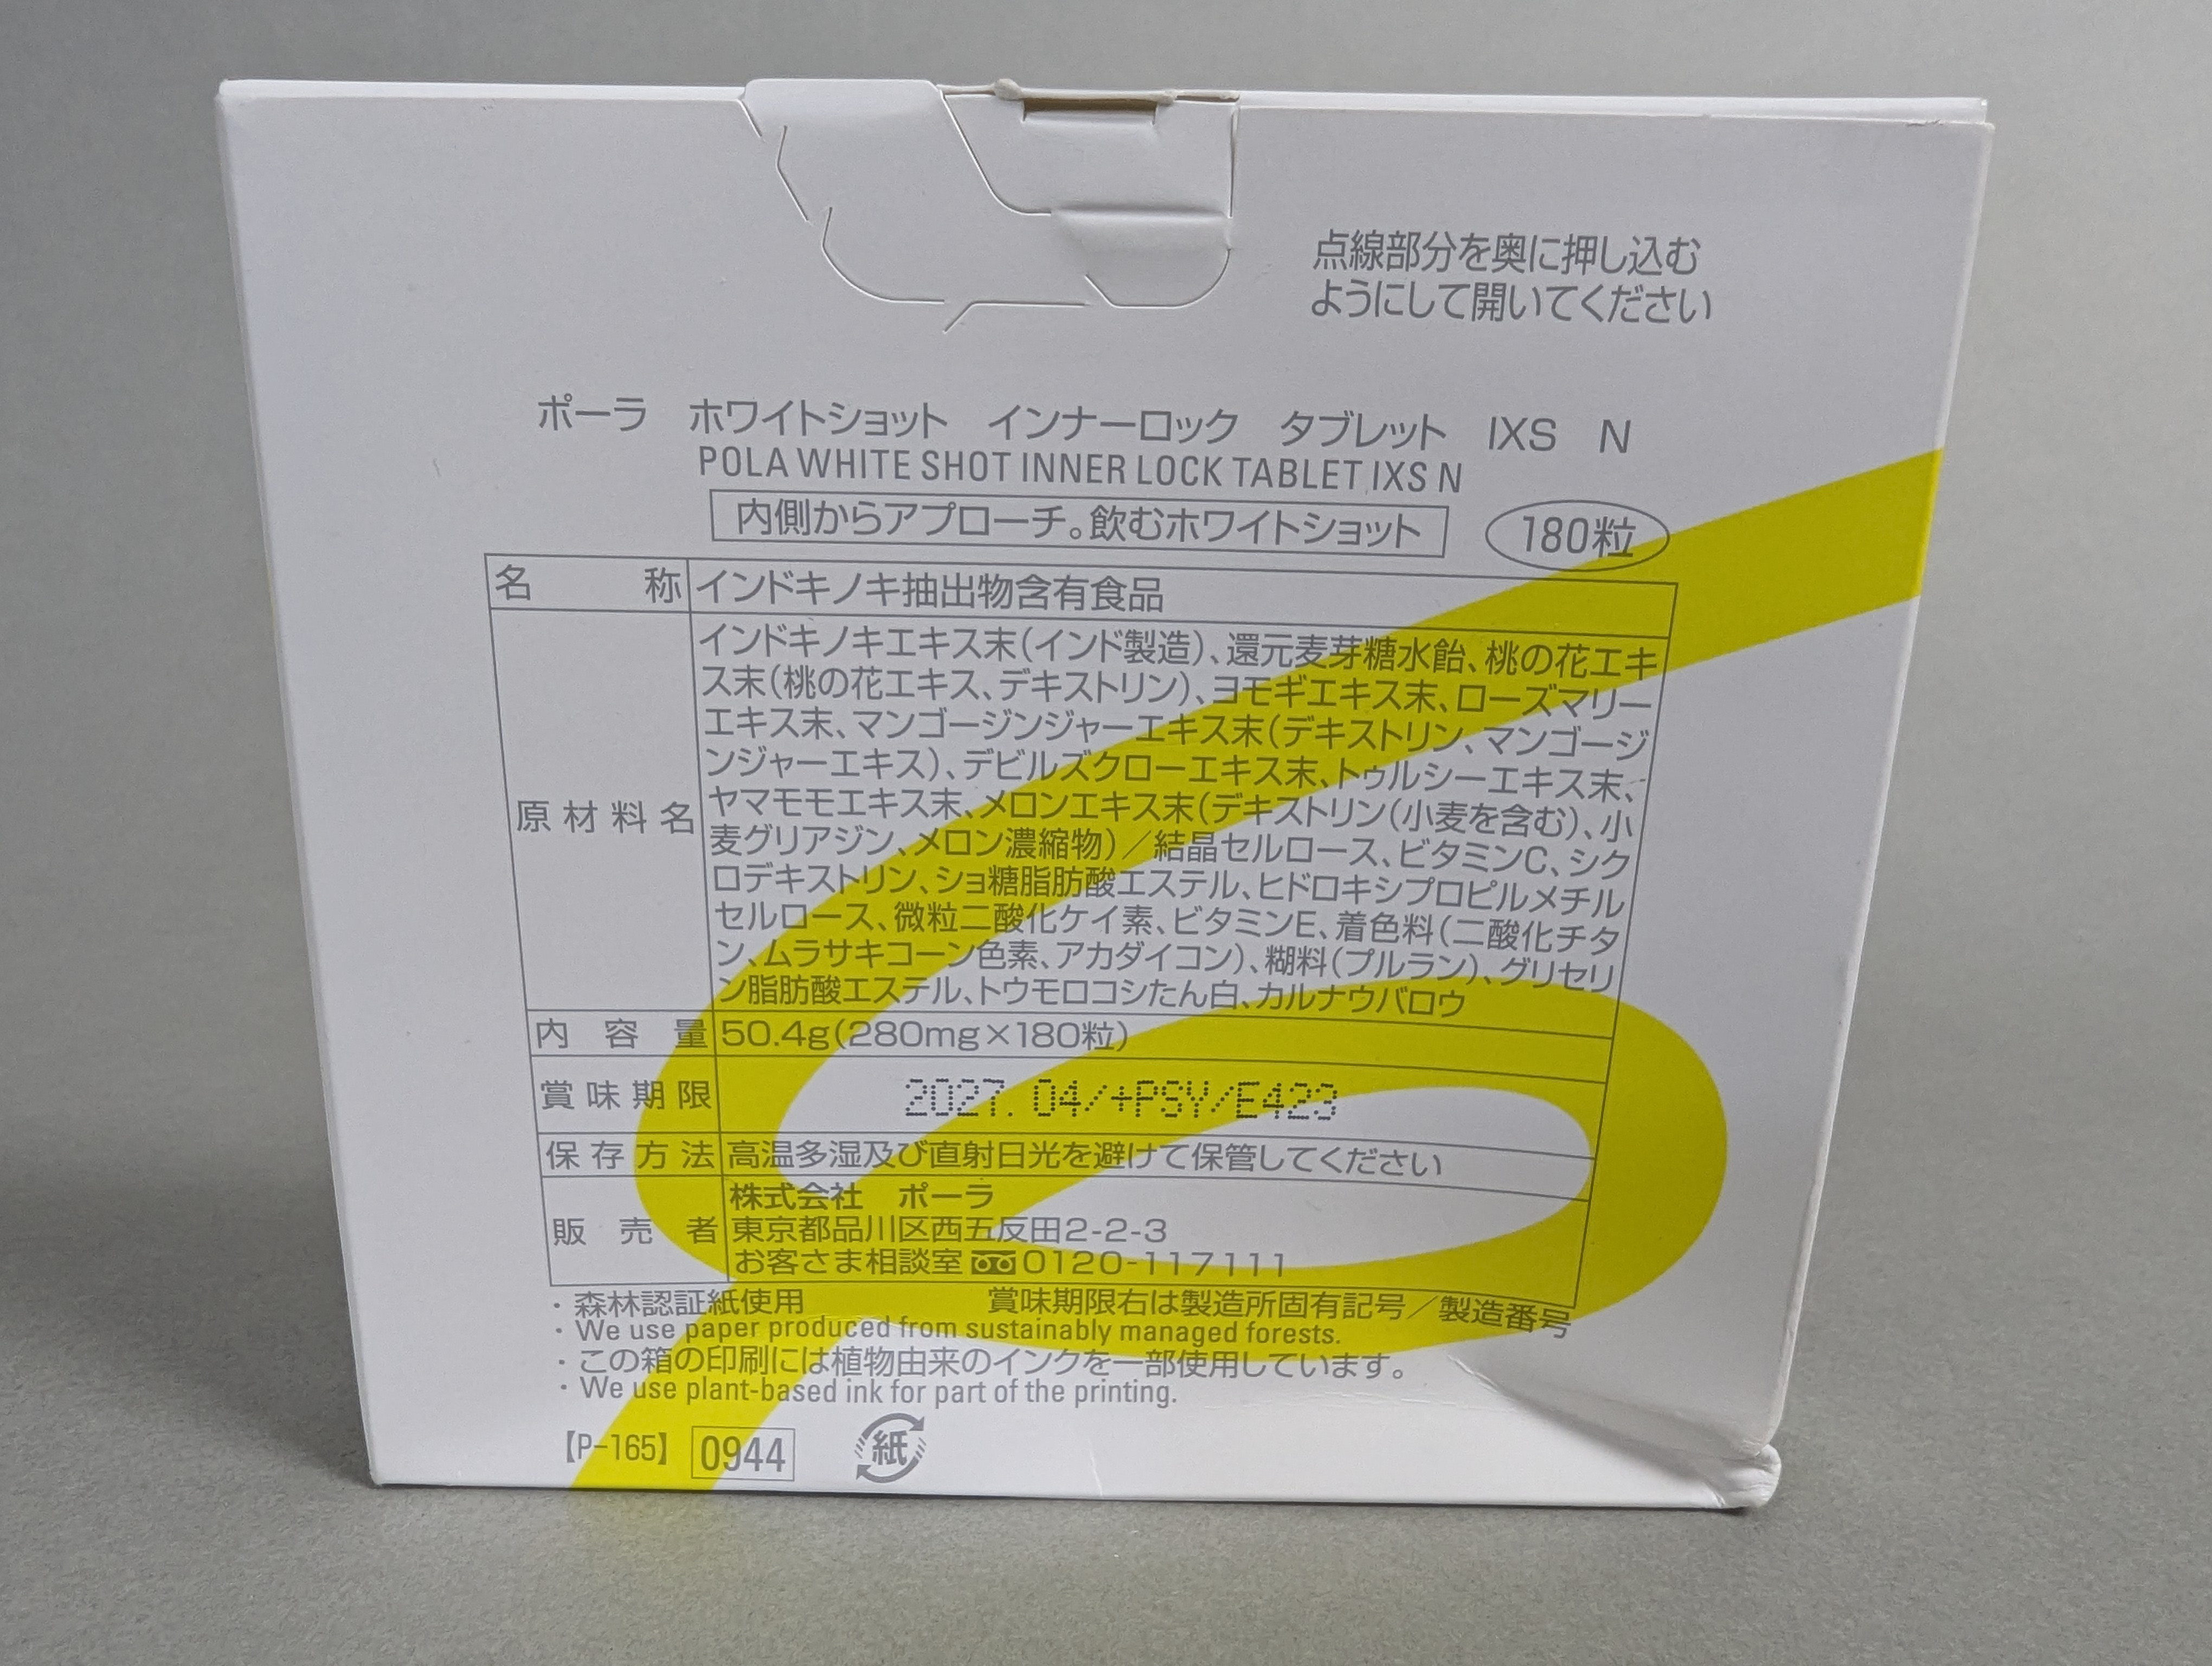 点線部分を奥に押し込む
ようにして開いてください
ポーラ ホワイトショット インナーロック タブレット IXS N
POLA WHITE SHOT INNER LOCK TABLET IXS N
内側からアプローチ。飲むホワイトショット 180粒
名称 インドキノキ抽出物含有食品
原材料名 インドキノキエキス末(インド製造)、還元麦芽糖水飴、桃の花エキ
ス末(桃の花エキス、デキストリン)、ヨモギエキス末、ローズマリー
エキス末、マンゴージンジャーエキス末(デキストリン、マンゴージ
ンジャーエキス)、デビルズクローエキス末、トゥルシーエキス末、
ヤマモモエキス末、メロンエキス末(デキストリン(小麦を含む)、小
麦グリアジン、メロン濃縮物)/結晶セルロース、ビタミンC、シク
ロデキストリン、ショ糖脂肪酸エステル、ヒドロキシプロピルメチル
セルロース、微粒二酸化ケイ素、ビタミンE、着色料(二酸化チタ
ン、ムラサキコーン色素、アカダイコン)、糊料(プルラン)、グリセリ
ン脂肪酸エステル、トウモロコシたん白、カルナウバロウ
内容量 50.4g(280mg×180粒)
賞味期限 2027. 04/+PSY/E423
保存方法 高温多湿及び直射日光を避けて保管してください
販売者 株式会社 ポーラ
東京都品川区西五反田2-2-3
お客さま相談室 0120-117111
・森林認証紙使用 賞味期限右は製造所固有記号/製造番号
・We use paper produced from sustainably managed forests.
・この箱の印刷には植物由来のインクを一部使用しています。
・We use plant-based ink for part of the printing.
【P-165】 0944 紙